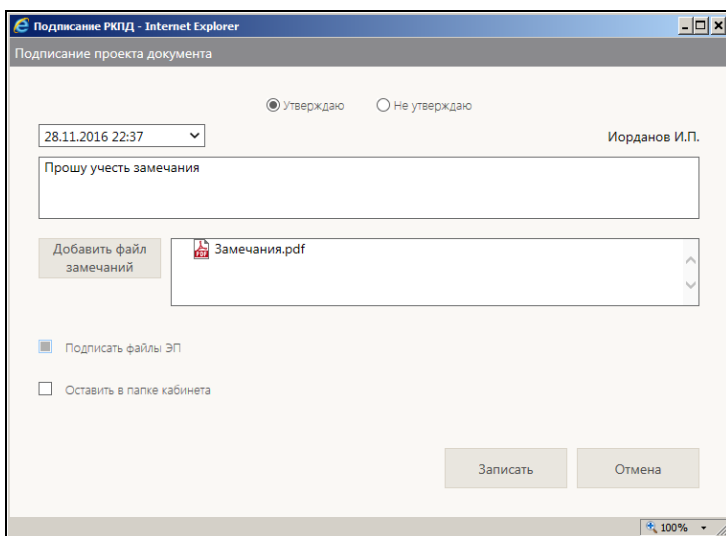 Подписание РКПД - Internet Explorer
Подписание проекта документа
Утверждаю Не утверждаю
28.11.2016 22:37 Иорданов И.П.
Прошу учесть замечания
Добавить файл
замечаний
Замечания.pdf
Подписать файлы ЭП
Оставить в папке кабинета
Записать Отмена
100%